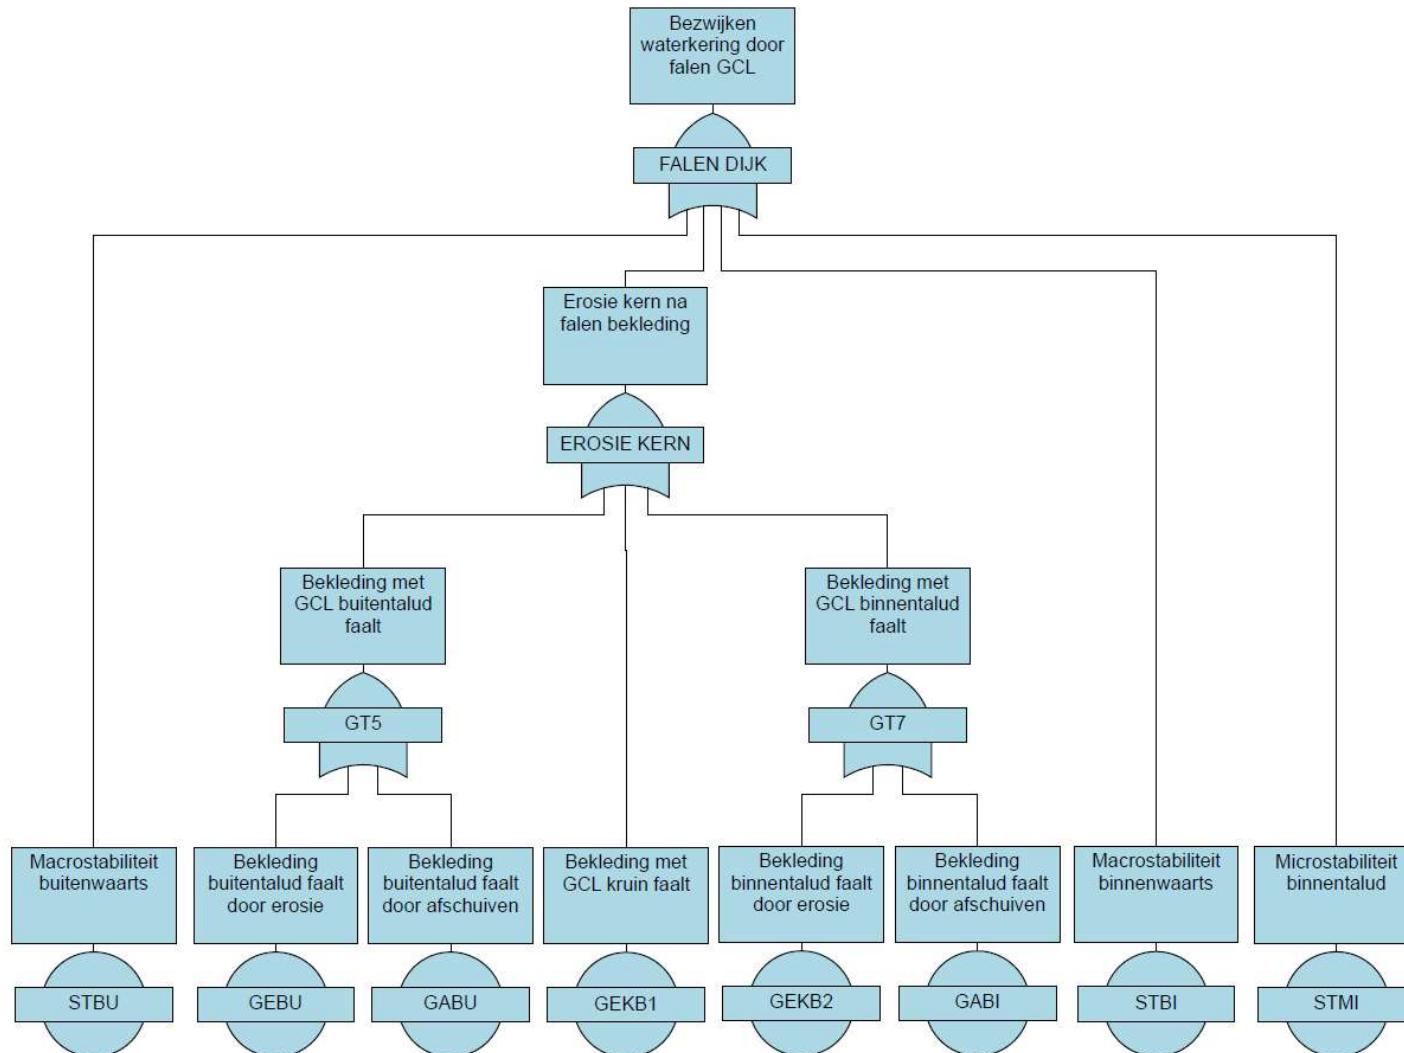 Bezwijken
waterkering door
falen GCL
FALEN DIJK
Erosie kern na
falen bekleding
EROSIE KERN
Bekleding met
GCL buitentalud
faalt
Bekleding met
GCL binnentalud
faalt
GT5
GT7
Macrostabiliteit
buitenwaarts
Bekleding
buitentalud faalt
door erosie
Bekleding
buitentalud faalt
door afschuiven
Bekleding met
GCL kruin faalt
Bekleding
binnentalud faalt
door erosie
Bekleding
binnentalud faalt
door afschuiven
Macrostabiliteit
binnenwaarts
Microstabiliteit
binnentalud
STBU
GEBU
GABU
GEKB1
GEKB2
GABI
STBI
STMI